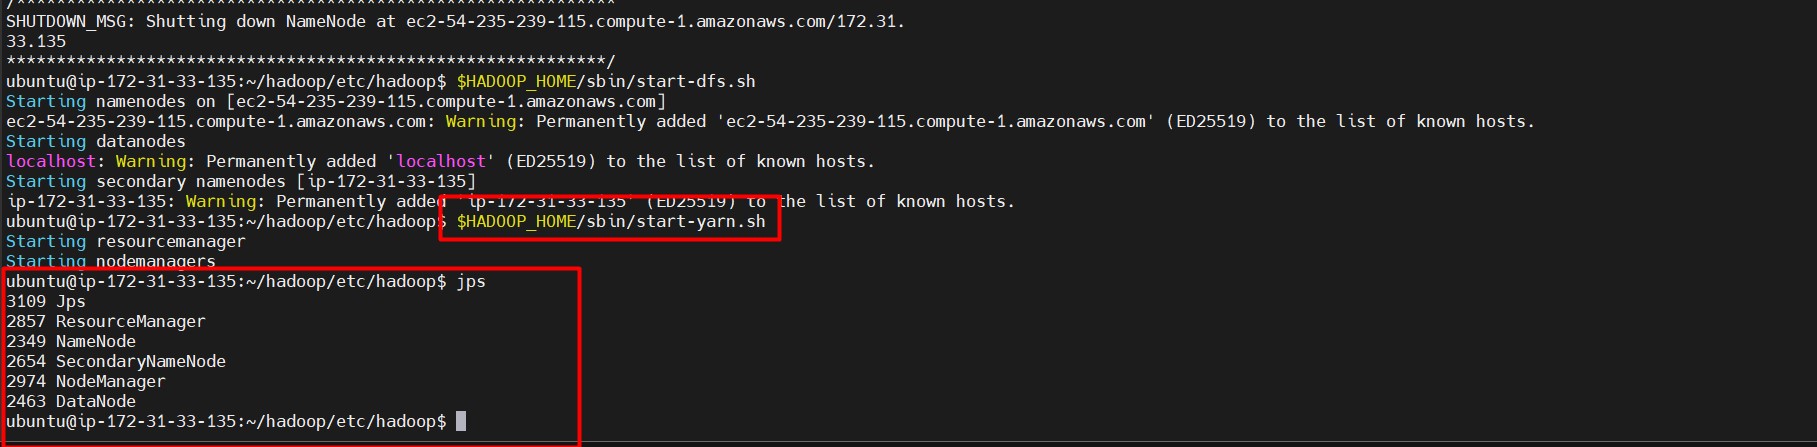 /************************************************************
SHUTDOWN_MSG: Shutting down NameNode at ec2-54-235-239-115.compute-1.amazonaws.com/172.31.
33.135
************************************************************/
ubuntu@ip-172-31-33-135:~/hadoop/etc/hadoop$ $HADOOP_HOME/sbin/start-dfs.sh
Starting namenodes on [ec2-54-235-239-115.compute-1.amazonaws.com]
ec2-54-235-239-115.compute-1.amazonaws.com: Warning: Permanently added 'ec2-54-235-239-115.compute-1.amazonaws.com' (ED25519) to the list of known hosts.
Starting datanodes
localhost: Warning: Permanently added 'localhost' (ED25519) to the list of known hosts.
Starting secondary namenodes [ip-172-31-33-135]
ip-172-31-33-135: Warning: Permanently added 'ip-172-31-33-135' (ED25519) to the list of known hosts.
ubuntu@ip-172-31-33-135:~/hadoop/etc/hadoop$ $HADOOP_HOME/sbin/start-yarn.sh
Starting resourcemanager
Starting nodemanagers
ubuntu@ip-172-31-33-135:~/hadoop/etc/hadoop$ jps
3109 Jps
2857 ResourceManager
2349 NameNode
2654 SecondaryNameNode
2974 NodeManager
2463 DataNode
ubuntu@ip-172-31-33-135:~/hadoop/etc/hadoop$